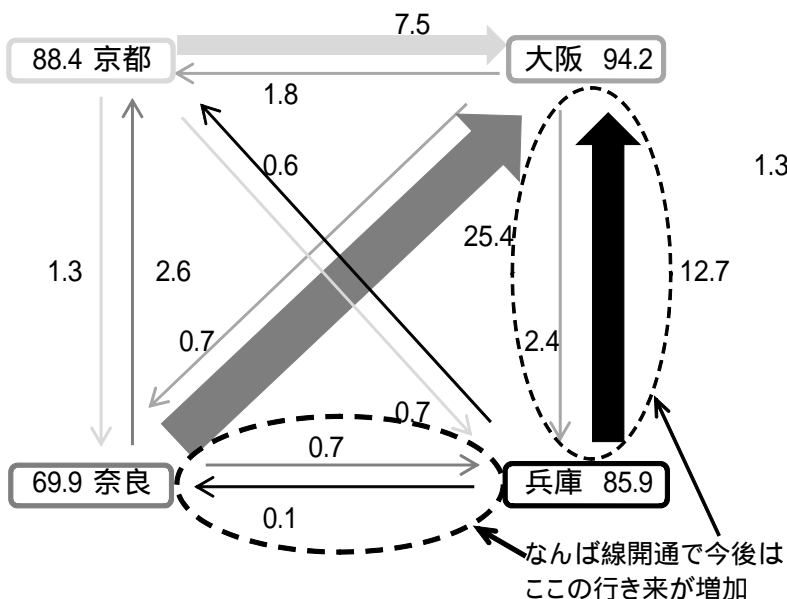 7.5
88.4 京都
大阪 94.2
1.8
0.6
1.3
25.4
1.3
2.6
12.7
0.7
2.4
0.7
0.7
69.9 奈良
兵庫 85.9
0.1
なんば線開通で今後は
ここの行き来が増加